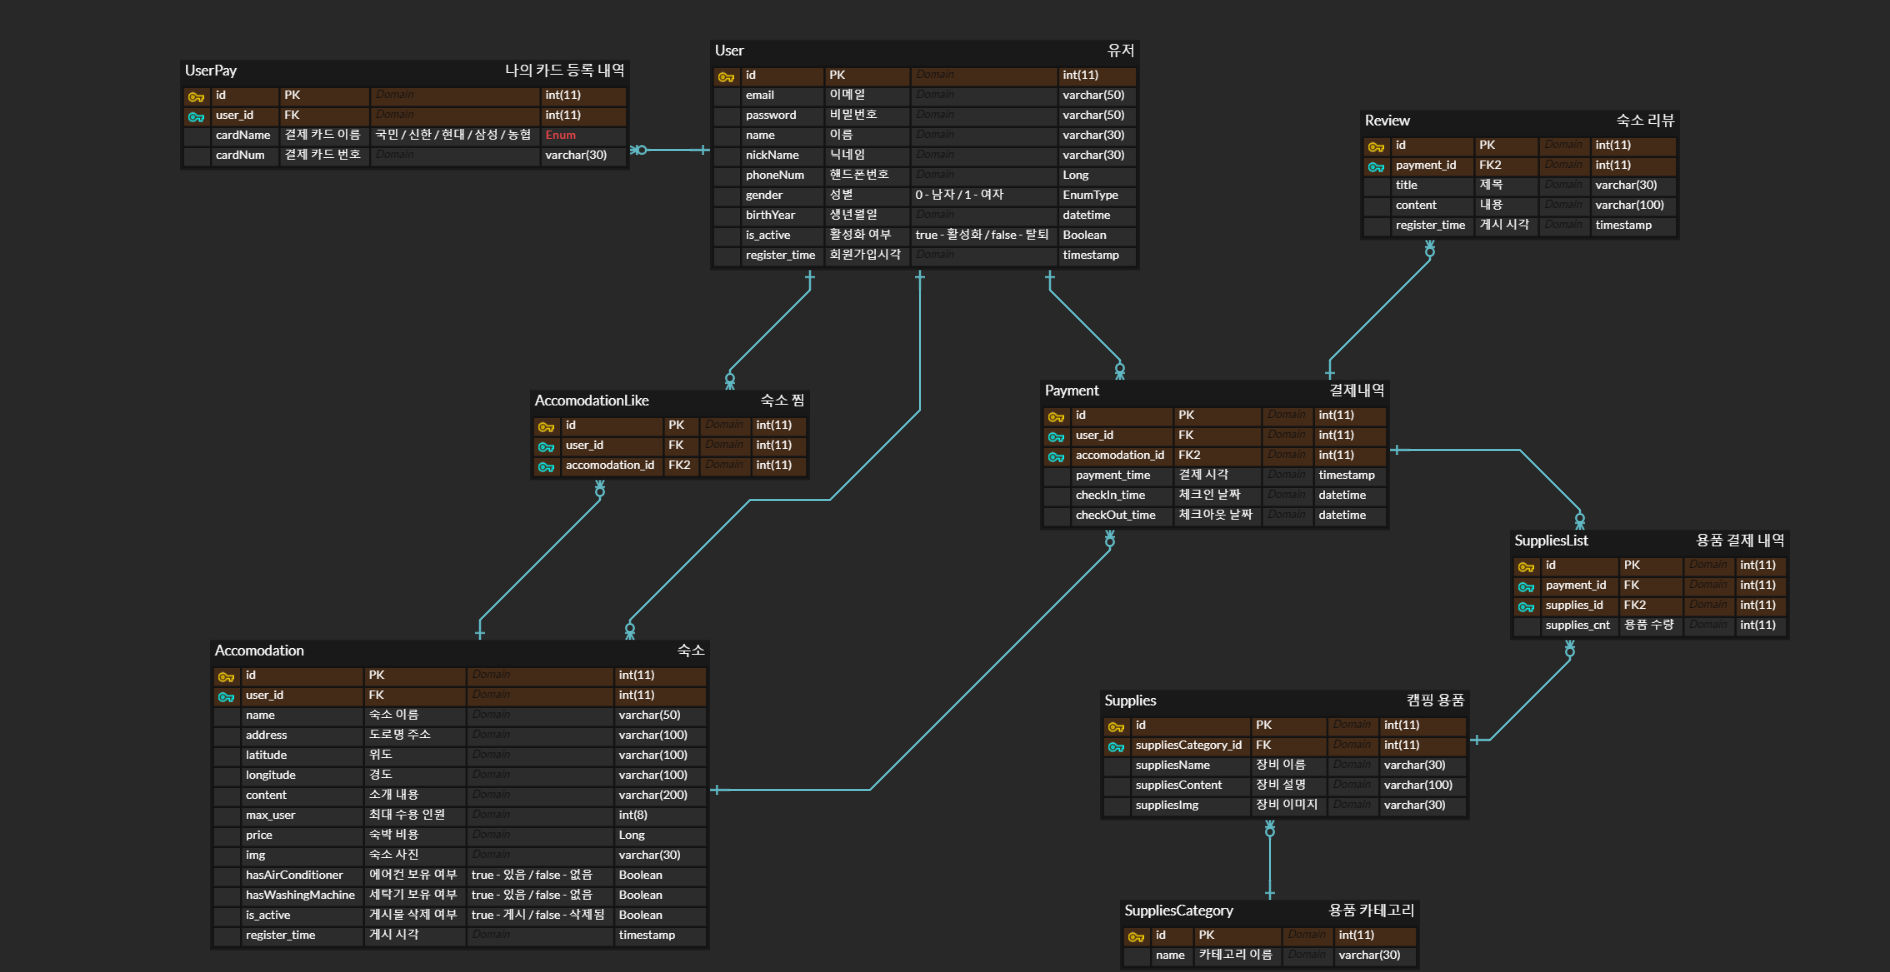 UserPay 나의 카드 등록 내역
id PK Domain int(11)
user_id FK Domain int(11)
cardName 결제 카드 이름 국민 / 신한 / 현대 / 삼성 / 농협 Enum
cardNum 결제 카드 번호 Domain varchar(30)
User 유저
id PK Domain int(11)
email 이메일 Domain varchar(50)
password 비밀번호 Domain varchar(50)
name 이름 Domain varchar(30)
nickName 닉네임 Domain varchar(30)
phoneNum 핸드폰번호 Domain Long
gender 성별 0 - 남자 / 1 - 여자 EnumType
birthYear 생년월일 Domain datetime
is_active 활성화 여부 true - 활성화 / false - 탈퇴 Boolean
register_time 회원가입시각 Domain timestamp
Review 숙소 리뷰
id PK Domain int(11)
payment_id FK2 Domain int(11)
title 제목 Domain varchar(30)
content 내용 Domain varchar(100)
register_time 게시 시각 Domain timestamp
AccomodationLike 숙소 찜
id PK Domain int(11)
user_id FK Domain int(11)
accomodation_id FK2 Domain int(11)
Payment 결제내역
id PK Domain int(11)
user_id FK Domain int(11)
accomodation_id FK2 Domain int(11)
payment_time 결제 시각 Domain timestamp
checkIn_time 체크인 날짜 Domain datetime
checkOut_time 체크아웃 날짜 Domain datetime
SuppliesList 용품 결제 내역
id PK Domain int(11)
payment_id FK Domain int(11)
supplies_id FK2 Domain int(11)
supplies_cnt 용품 수량 Domain int(11)
Accomodation 숙소
id PK Domain int(11)
user_id FK Domain int(11)
name 숙소 이름 Domain varchar(50)
address 도로명 주소 Domain varchar(100)
latitude 위도 Domain varchar(100)
longitude 경도 Domain varchar(100)
content 소개 내용 Domain varchar(200)
max_user 최대 수용 인원 Domain int(8)
price 숙박 비용 Domain Long
img 숙소 사진 Domain varchar(30)
hasAirConditioner 에어컨 보유 여부 true - 있음 / false - 없음 Boolean
hasWashingMachine 세탁기 보유 여부 true - 있음 / false - 없음 Boolean
is_active 게시물 삭제 여부 true - 게시 / false - 삭제됨 Boolean
register_time 게시 시각 Domain timestamp
Supplies 캠핑 용품
id PK Domain int(11)
suppliesCategory_id FK Domain int(11)
suppliesName 장비 이름 Domain varchar(30)
suppliesContent 장비 설명 Domain varchar(100)
suppliesImg 장비 이미지 Domain varchar(30)
SuppliesCategory 용품 카테고리
id PK Domain int(11)
name 카테고리 이름 Domain varchar(30)